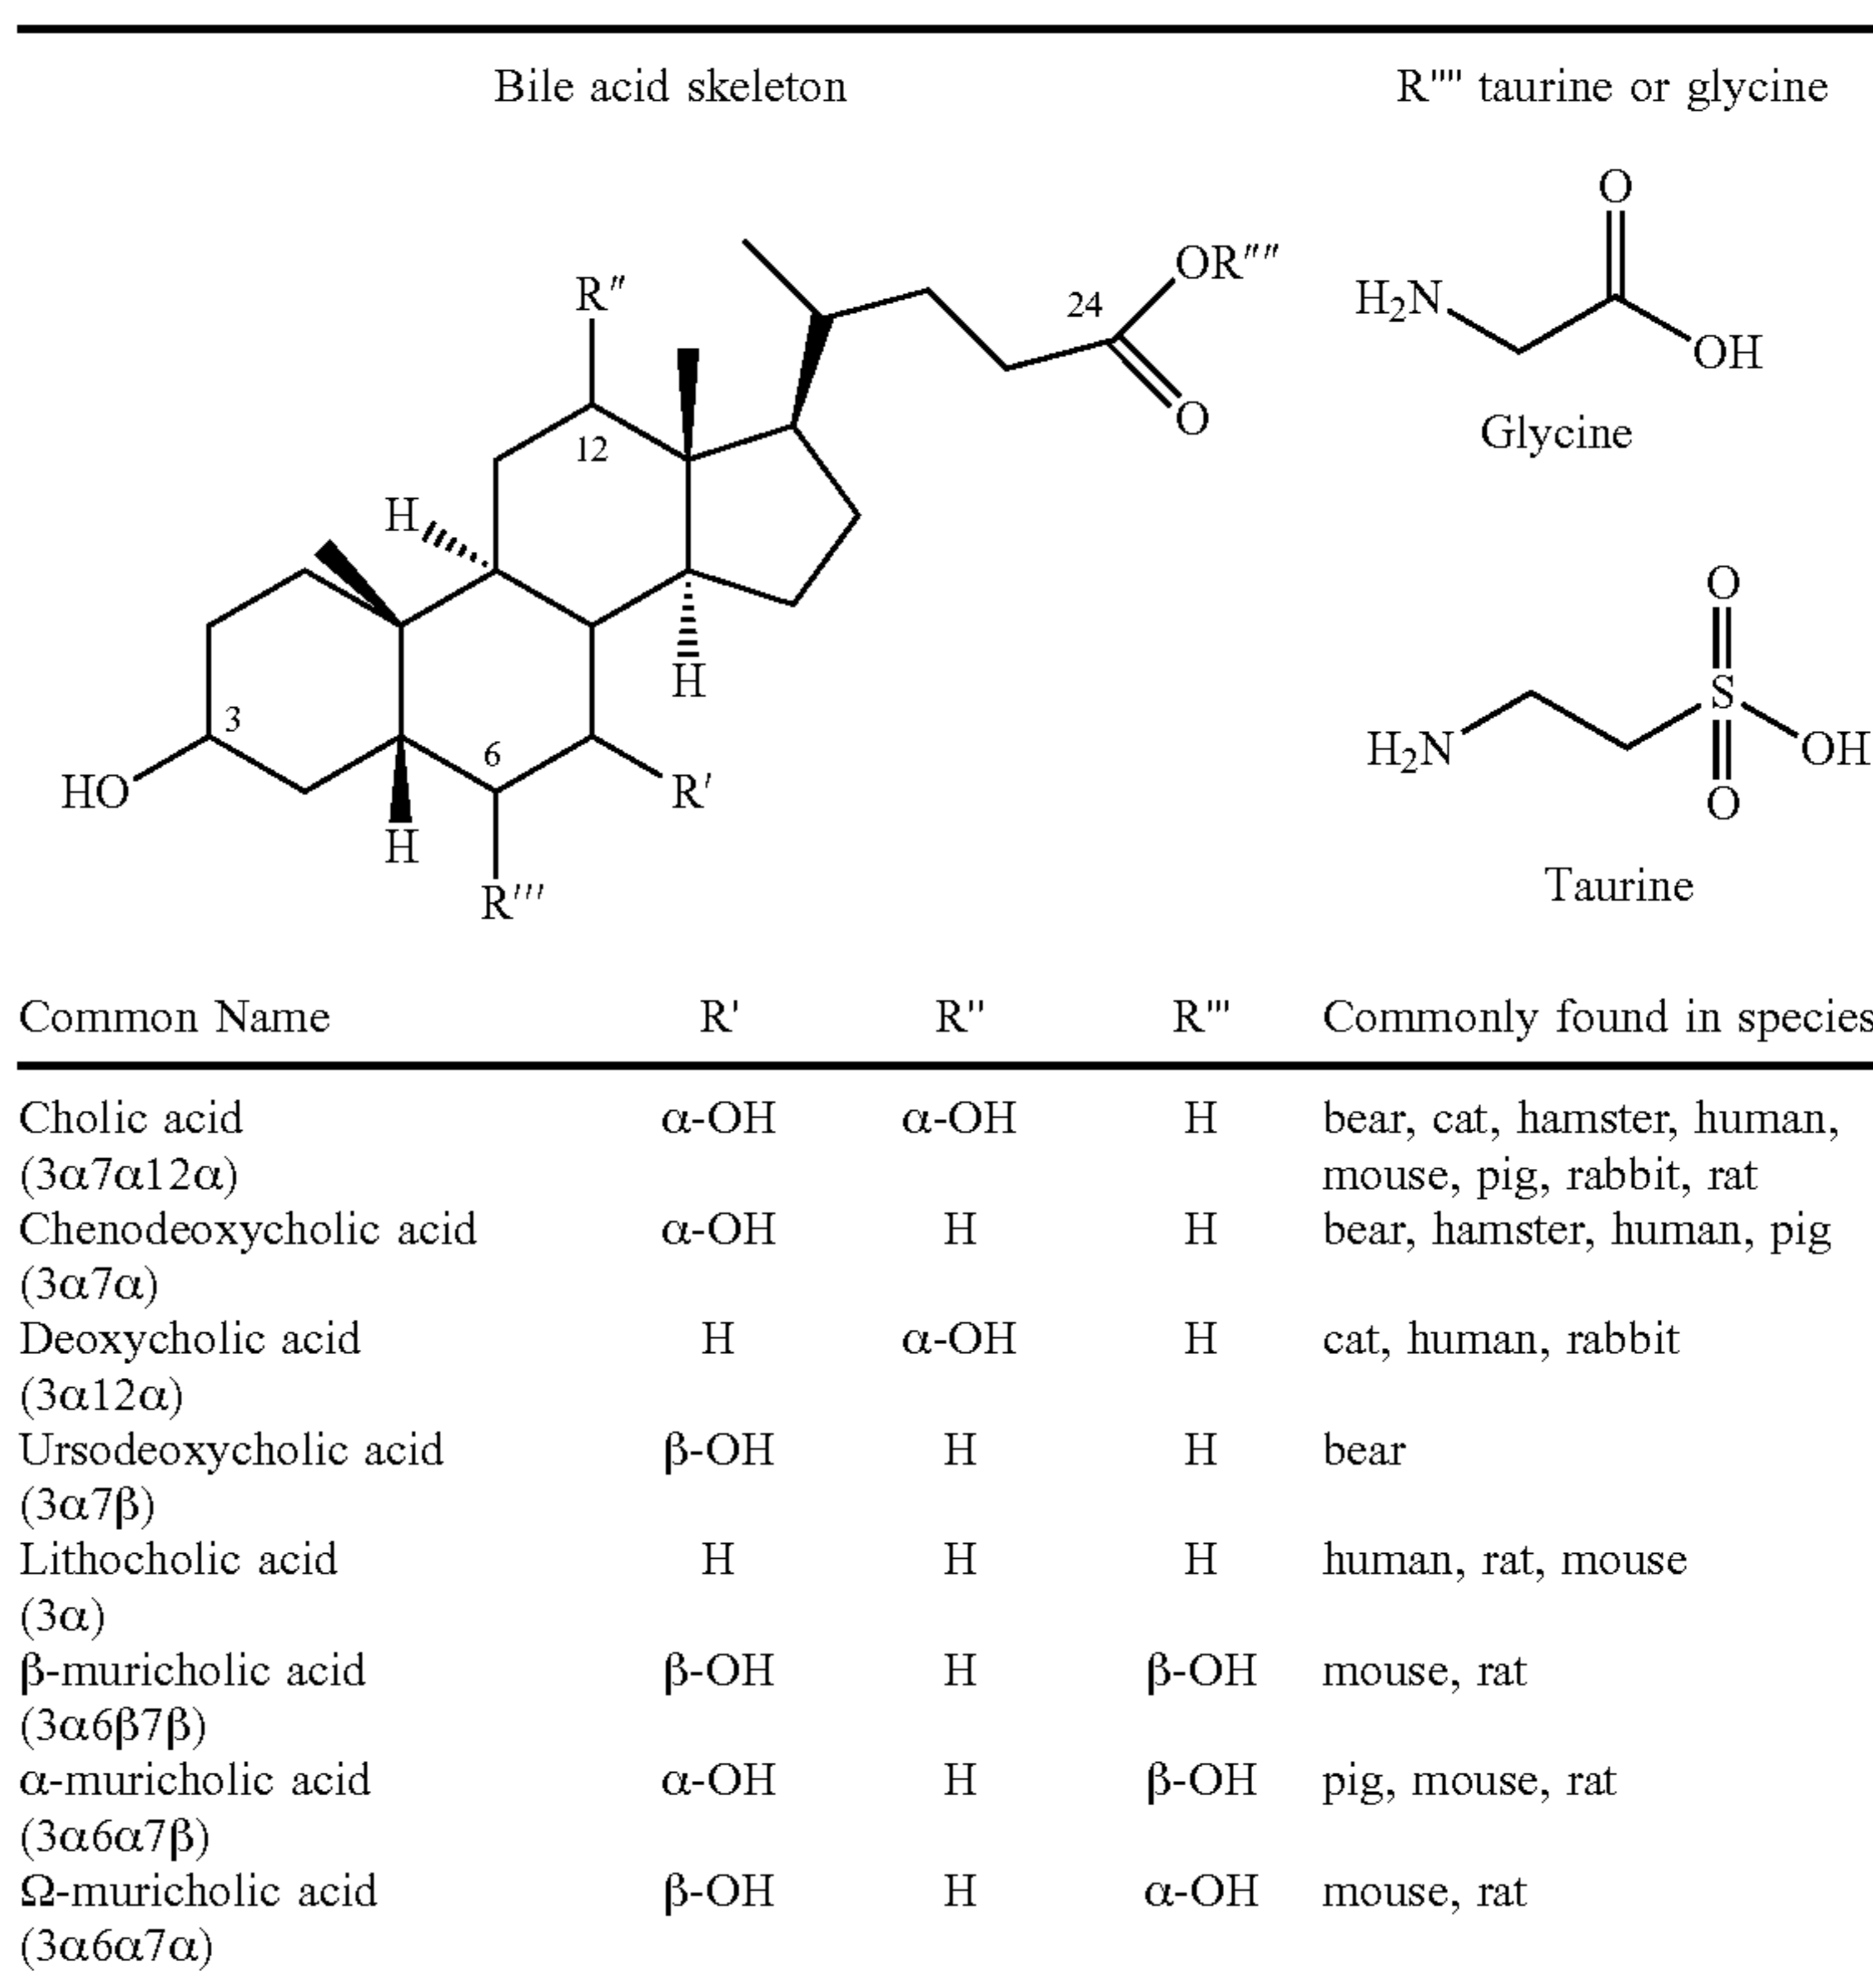 Bile acid skeleton
R'''' taurine or glycine
R''
OR''''
24
O
12
H
H
3
6
HO
H
R'
R'''
O
H₂N
OH
Glycine
O
S
H₂N
OH
O
Taurine
Common Name R' R'' R''' Commonly found in species
Cholic acid α-OH α-OH H bear, cat, hamster, human,
(3α7α12α) mouse, pig, rabbit, rat
Chenodeoxycholic acid α-OH H H bear, hamster, human, pig
(3α7α)
Deoxycholic acid H α-OH H cat, human, rabbit
(3α12α)
Ursodeoxycholic acid β-OH H H bear
(3α7β)
Lithocholic acid H H H human, rat, mouse
(3α)
β-muricholic acid β-OH H β-OH mouse, rat
(3α6β7β)
α-muricholic acid α-OH H β-OH pig, mouse, rat
(3α6α7β)
Ω-muricholic acid β-OH H α-OH mouse, rat
(3α6α7α)